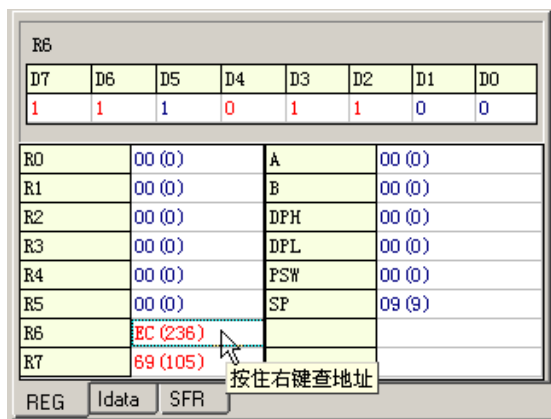 R6
D7 D6 D5 D4 D3 D2 D1 D0
1 1 1 0 1 1 0 0
R0 00 (0) A 00 (0)
R1 00 (0) B 00 (0)
R2 00 (0) DPH 00 (0)
R3 00 (0) DPL 00 (0)
R4 00 (0) PSW 00 (0)
R5 00 (0) SP 09 (9)
R6 EC (236)
R7 69 (105)
按住右键查地址
REG Idata SFR